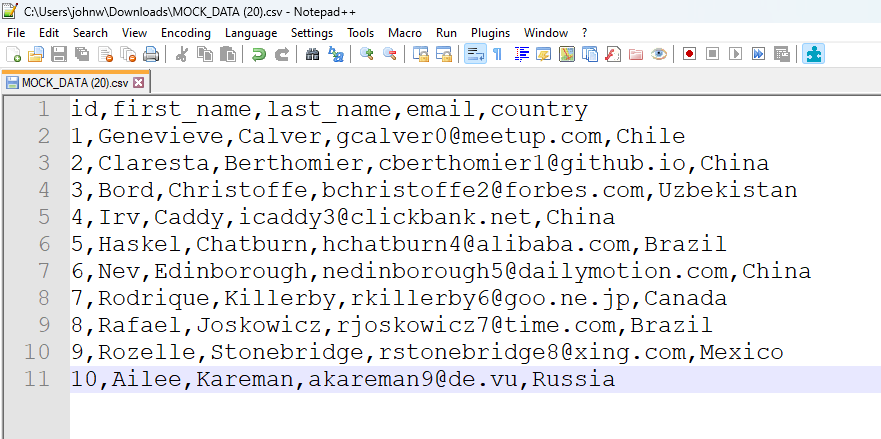 C:\Users\johnw\Downloads\MOCK_DATA (20).csv - Notepad++
File Edit Search View Encoding Language Settings Tools Macro Run Plugins Window ?
MOCK_DATA (20).csv
1 id,first_name,last_name,email,country
2 1,Genevieve,Calver,gcalver0@meetup.com,Chile
3 2,Claresta,Berthomier,cberthomier1@github.io,China
4 3,Bord,Christoffe,bchristoffe2@forbes.com,Uzbekistan
5 4,Irv,Caddy,icaddy3@clickbank.net,China
6 5,Haskel,Chatburn,hchatburn4@alibaba.com,Brazil
7 6,Nev,Edinborough,nedinborough5@dailymotion.com,China
8 7,Rodrique,Killerby,rkillerby6@goo.ne.jp,Canada
9 8,Rafael,Joskowicz,rjoskowicz7@time.com,Brazil
10 9,Rozelle,Stonebridge,rstonebridge8@xing.com,Mexico
11 10,Ailee,Kareman,akareman9@de.vu,Russia